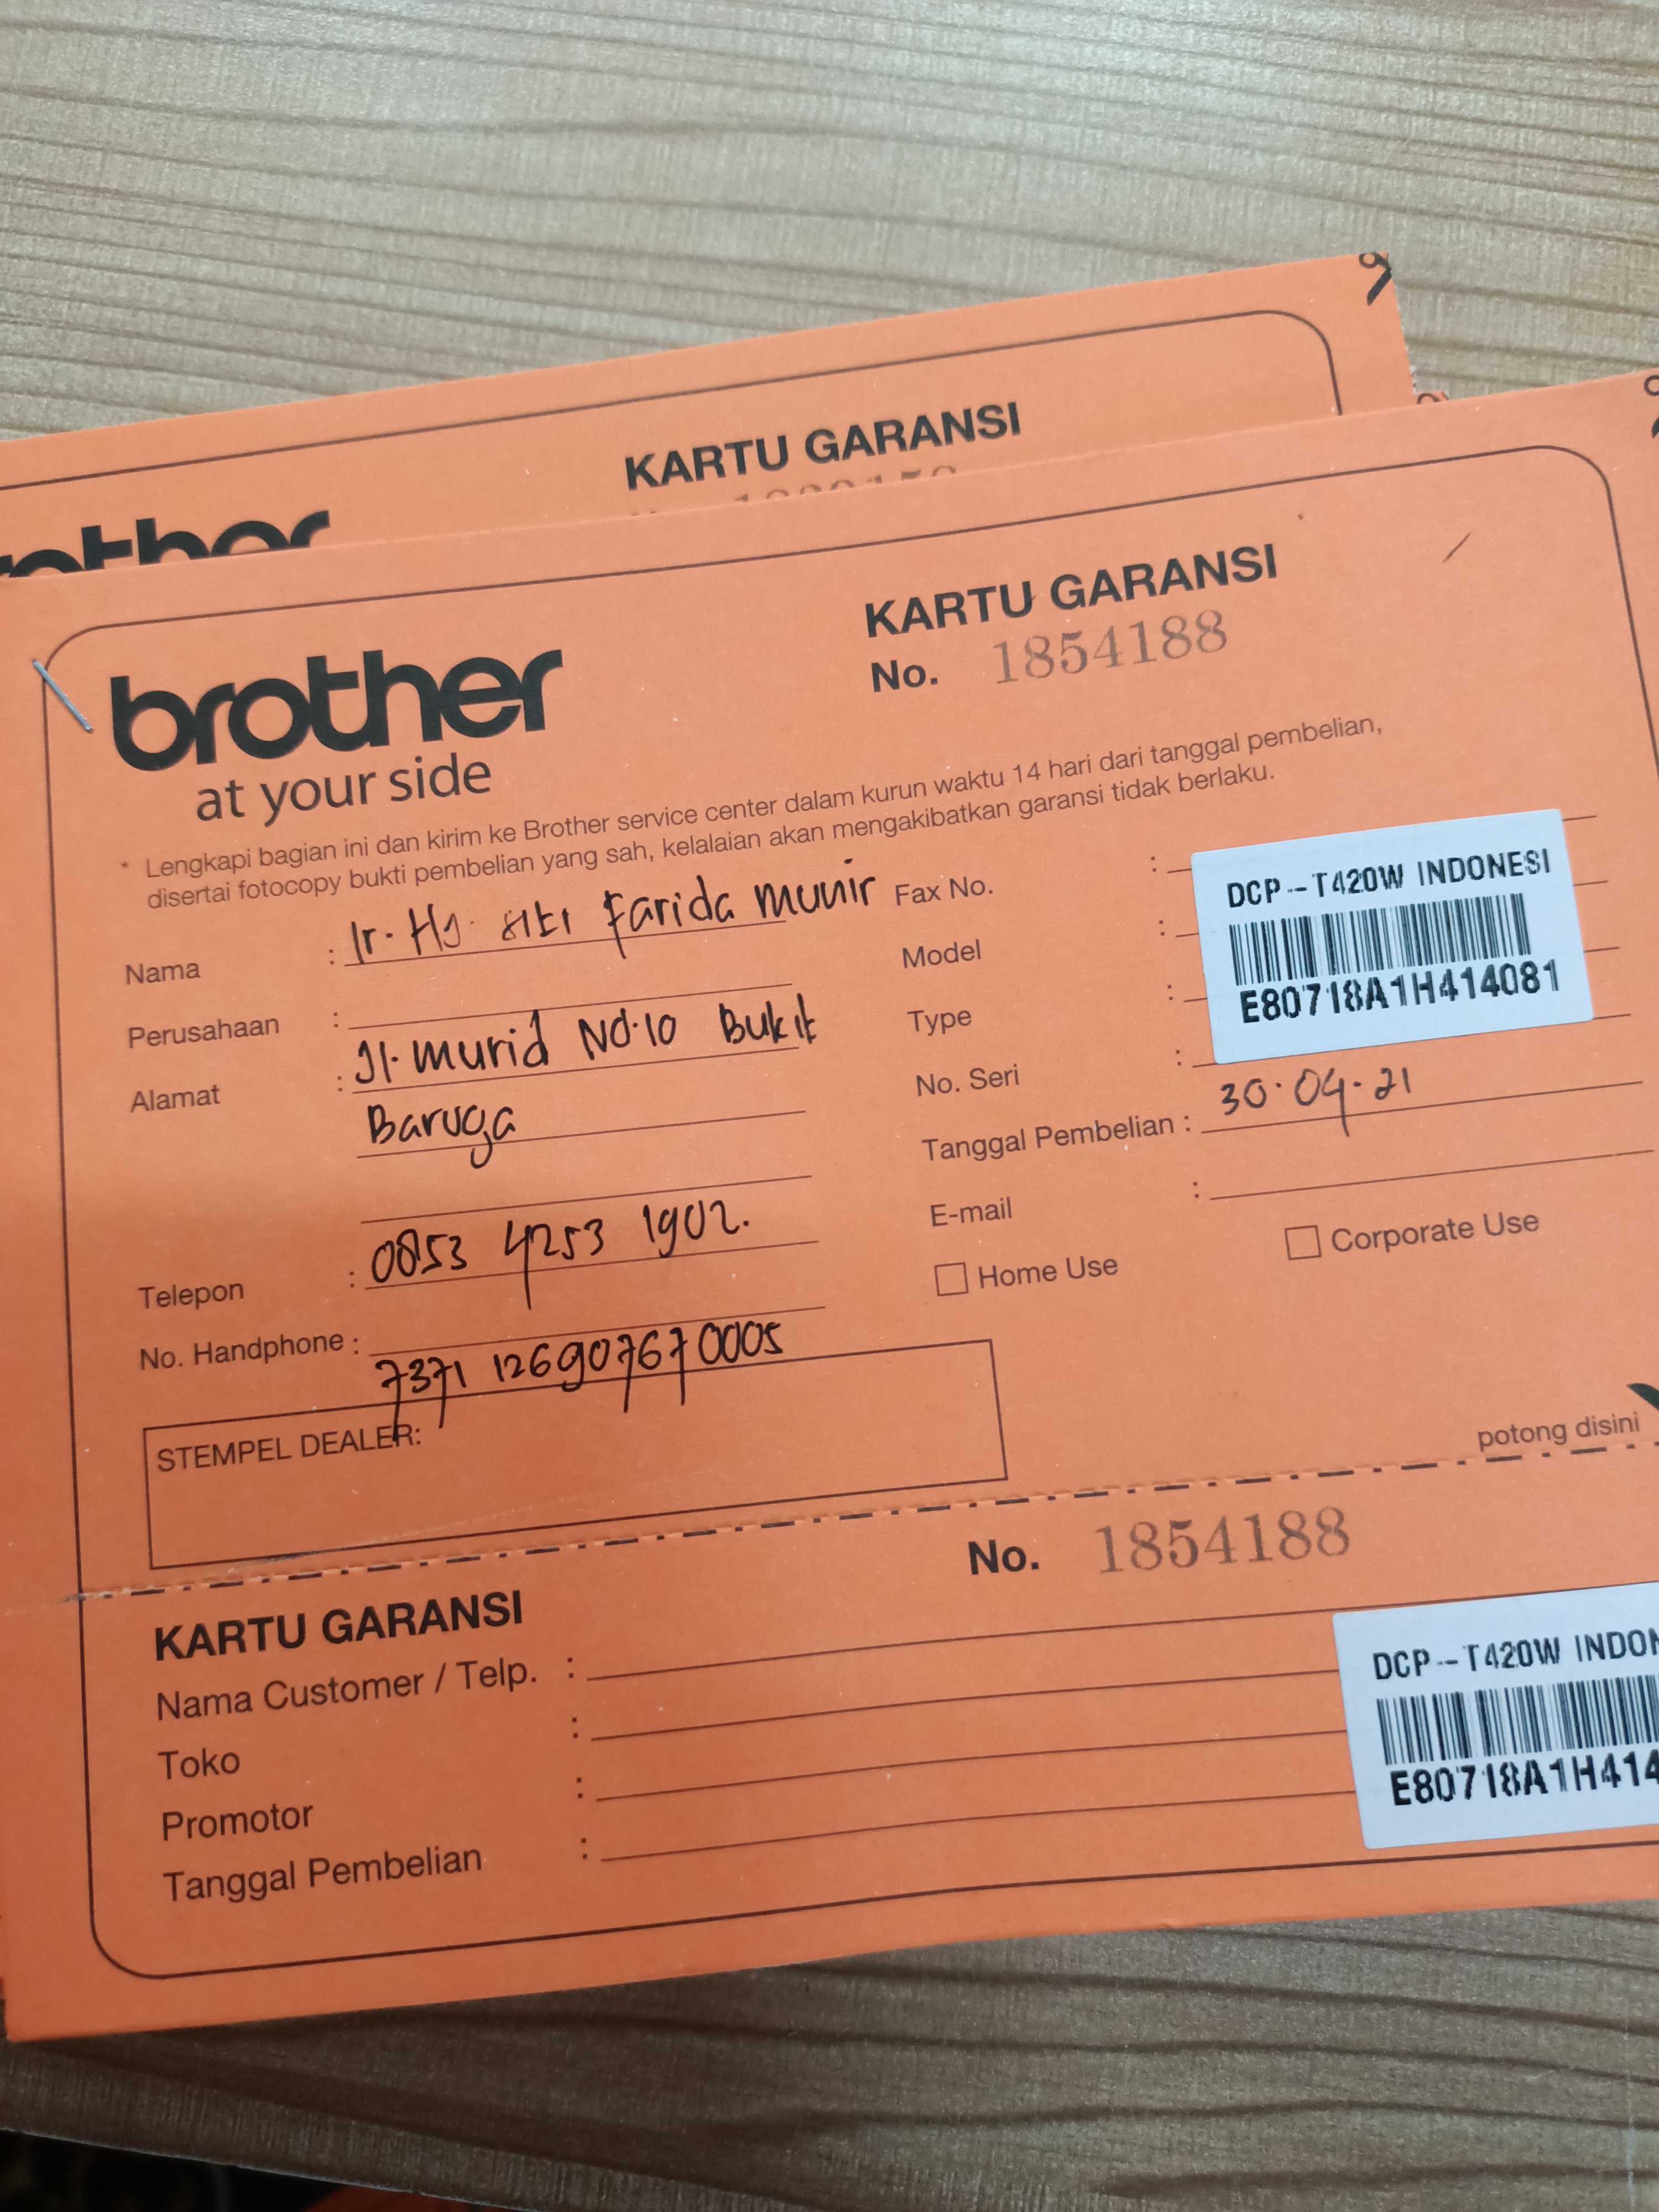 KARTU GARANSI
brother
KARTU GARANSI
No. 1854188
brother
at your side
* Lengkapi bagian ini dan kirim ke Brother service center dalam kurun waktu 14 hari dari tanggal pembelian,
disertai fotocopy bukti pembelian yang sah, kelalaian akan mengakibatkan garansi tidak berlaku.
Nama : Ir. Hj. siti Farida Munir
Perusahaan :
Alamat : Jl. Murid No.10 Bukit
Baruga
Telepon : 0853 4253 1902.
No. Handphone :
7371 126907670005
STEMPEL DEALER:
Fax No. :
Model :
Type :
No. Seri :
DCP-T420W INDONESI
E80718A1H414081
Tanggal Pembelian : 30.04.21
E-mail :
Home Use
Corporate Use
potong disini
No. 1854188
KARTU GARANSI
Nama Customer / Telp. :
Toko :
Promotor :
Tanggal Pembelian :
DCP-T420W INDON
E80718A1H414